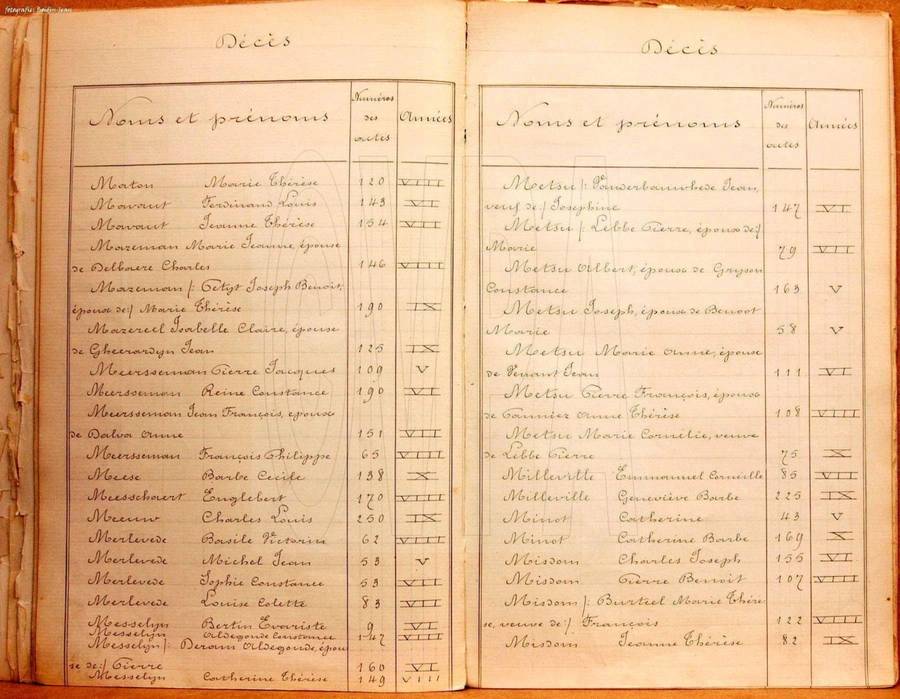 fotografie: Boudin Jean
Décès
Noms et prénoms
Numéros des actes
Années
Maton Marie Thérèse 120 VIII
Mavaut Ferdinand Louis 143 VI
Mavaut Jeanne Thérèse 154 VII
Mazeman Marie Jeanne, épouse
de Delbaere Charles 146 VIII
Mazeman /: Petyt Joseph Benoît,
époux de :/ Marie Thérèse 190 IX
Mazereel Isabelle Claire, épouse
de Gheerardyn Jean 125 IX
Meersseman Pierre Jacques 109 V
Meersseman Reine Constance 190 VI
Meersseman Jean François, époux
de Dalva Anne 151 VII
Meersseman François Philippe 65 VIII
Meese Barbe Cécile 138 X
Meesschaert Englebert 170 VIII
Meeuw Charles Louis 250 IX
Merlevede Basile Victorin 62 VIII
Merlevede Michel Jean 53 V
Merlevede Sophie Constance 53 VII
Merlevede Louise Colette 83 VII
Messelyn Bertin Evariste 9 VI
Messelyn Aldegonde Constance 147 VIII
Messelyn /: Deram Aldegonde, épou
se de :/ Pierre 160 VI
Messelyn Catherine Thérèse 149 VIII
Décès
Noms et prénoms
Numéros des actes
Années
Metsu /: Vanderbauwhede Jean,
veuf de :/ Josephine 147 VI
Metsu /: Lebbe Pierre, époux de :/
Marie 79 VII
Metsu Albert, époux de Gryson
Constance 163 V
Metsu Joseph, époux de Benoot
Marie 58 V
Metsu Marie Anne, épouse
de Penant Jean 111 VI
Metsu Pierre François, époux
de Canniez Anne Thérèse 108 VIII
Metsu Marie Cornélie, veuve
de Lebbe Pierre 75 X
Milleville Emmanuel Corneille 85 VII
Milleville Geneviève Barbe 225 IX
Minot Catherine 43 V
Minot Catherine Barbe 169 X
Misdom Charles Joseph 155 VI
Misdom Pierre Benoit 107 VIII
Misdom /: Burteel Marie Thérè
se, veuve de :/ François 122 VIII
Misdom Jeanne Thérèse 82 IX